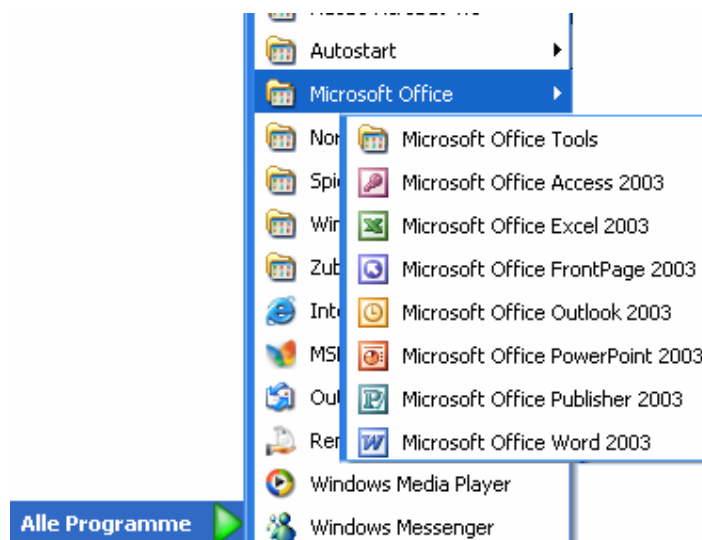 Autostart
Microsoft Office
Microsoft Office Tools
Microsoft Office Access 2003
Microsoft Office Excel 2003
Microsoft Office FrontPage 2003
Microsoft Office Outlook 2003
Microsoft Office PowerPoint 2003
Microsoft Office Publisher 2003
Microsoft Office Word 2003
Windows Media Player
Alle Programme
Windows Messenger